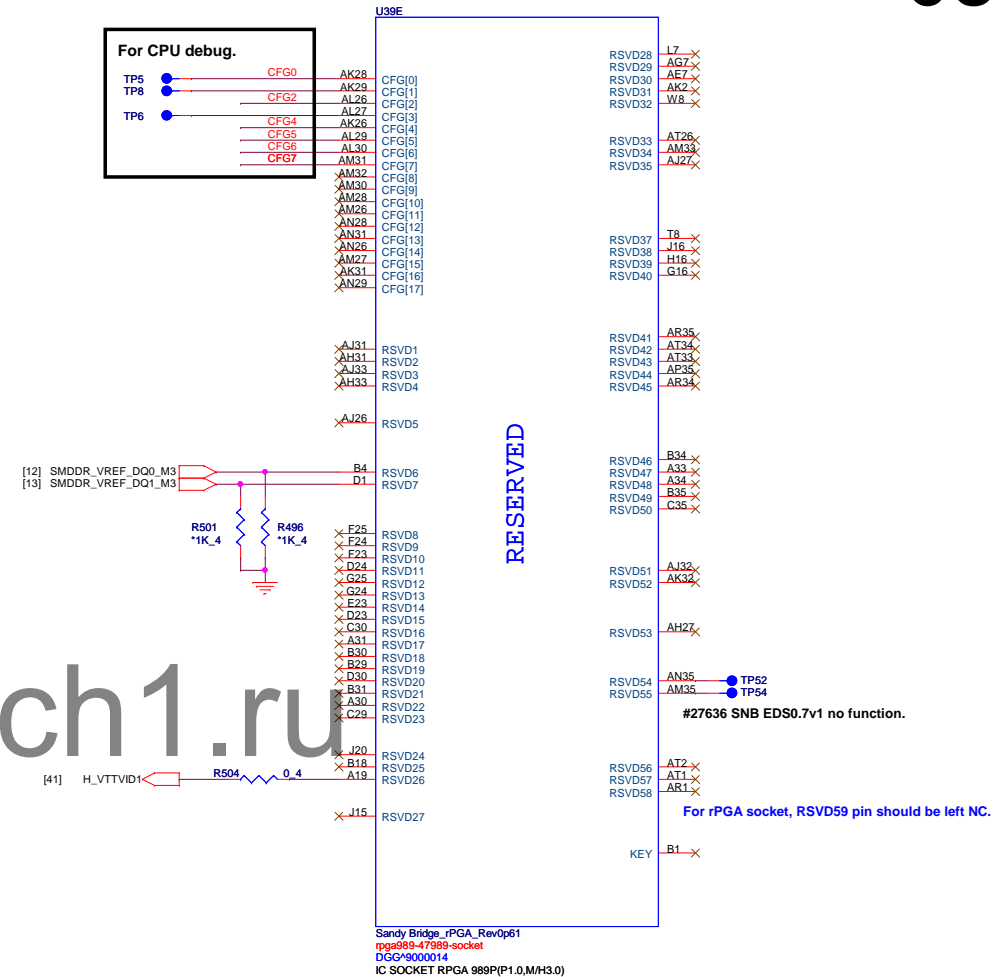 U39E
For CPU debug.
TP5 CFG0 AK28 CFG[0]
TP8 AK29 CFG[1]
CFG2 AL26 CFG[2]
TP6 AL27 CFG[3]
CFG4 AK26 CFG[4]
CFG5 AL29 CFG[5]
CFG6 AL30 CFG[6]
CFG7 AM31 CFG[7]
AM32 CFG[8]
AM30 CFG[9]
AM28 CFG[10]
AM26 CFG[11]
AN28 CFG[12]
AN31 CFG[13]
AN26 CFG[14]
AM27 CFG[15]
AK31 CFG[16]
AN29 CFG[17]
AJ31 RSVD1
AH31 RSVD2
AJ33 RSVD3
AH33 RSVD4
AJ26 RSVD5
[12] SMDDR_VREF_DQ0_M3 B4 RSVD6
[13] SMDDR_VREF_DQ1_M3 D1 RSVD7
R501 *1K_4
R496 *1K_4
F25 RSVD8
F24 RSVD9
F23 RSVD10
D24 RSVD11
G25 RSVD12
G24 RSVD13
E23 RSVD14
D23 RSVD15
C30 RSVD16
A31 RSVD17
B30 RSVD18
B29 RSVD19
D30 RSVD20
B31 RSVD21
A30 RSVD22
C29 RSVD23
J20 RSVD24
B18 RSVD25
[41] H_VTTVID1 R504 0_4 A19 RSVD26
J15 RSVD27
RESERVED
RSVD28 L7
RSVD29 AG7
RSVD30 AE7
RSVD31 AK2
RSVD32 W8
RSVD33 AT26
RSVD34 AM33
RSVD35 AJ27
RSVD37 T8
RSVD38 J16
RSVD39 H16
RSVD40 G16
RSVD41 AR35
RSVD42 AT34
RSVD43 AT33
RSVD44 AP35
RSVD45 AR34
RSVD46 B34
RSVD47 A33
RSVD48 A34
RSVD49 B35
RSVD50 C35
RSVD51 AJ32
RSVD52 AK32
RSVD53 AH27
RSVD54 AN35 TP52
RSVD55 AM35 TP54
#27636 SNB EDS0.7v1 no function.
RSVD56 AT2
RSVD57 AT1
RSVD58 AR1
For rPGA socket, RSVD59 pin should be left NC.
KEY B1
Sandy Bridge_rPGA_Rev0p61
rpga989-47989-socket
DGG^9000014
IC SOCKET RPGA 989P(P1.0,M/H3.0)
ch1.ru